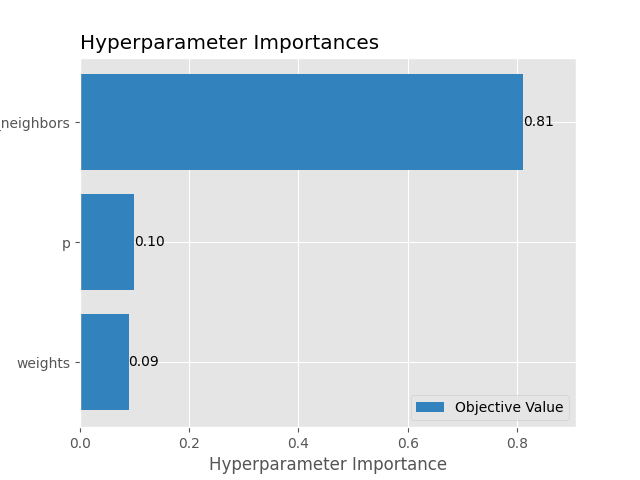 Hyperparameter Importances
_neighbors
0.81
p
0.10
weights
0.09
Objective Value
0.0 0.2 0.4 0.6 0.8
Hyperparameter Importance